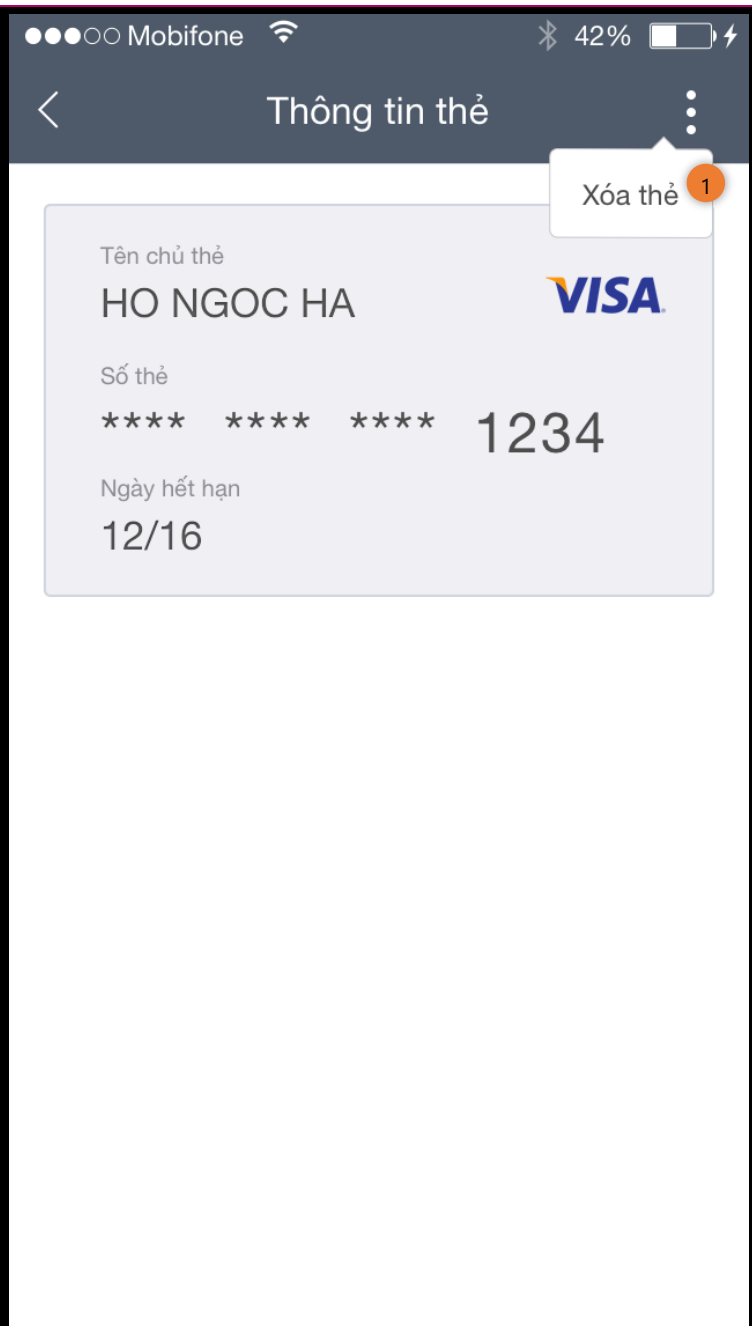 Mobifone 42%
Thông tin thẻ
Xóa thẻ 1
Tên chủ thẻ
HO NGOC HA VISA
Số thẻ
**** **** **** 1234
Ngày hết hạn
12/16